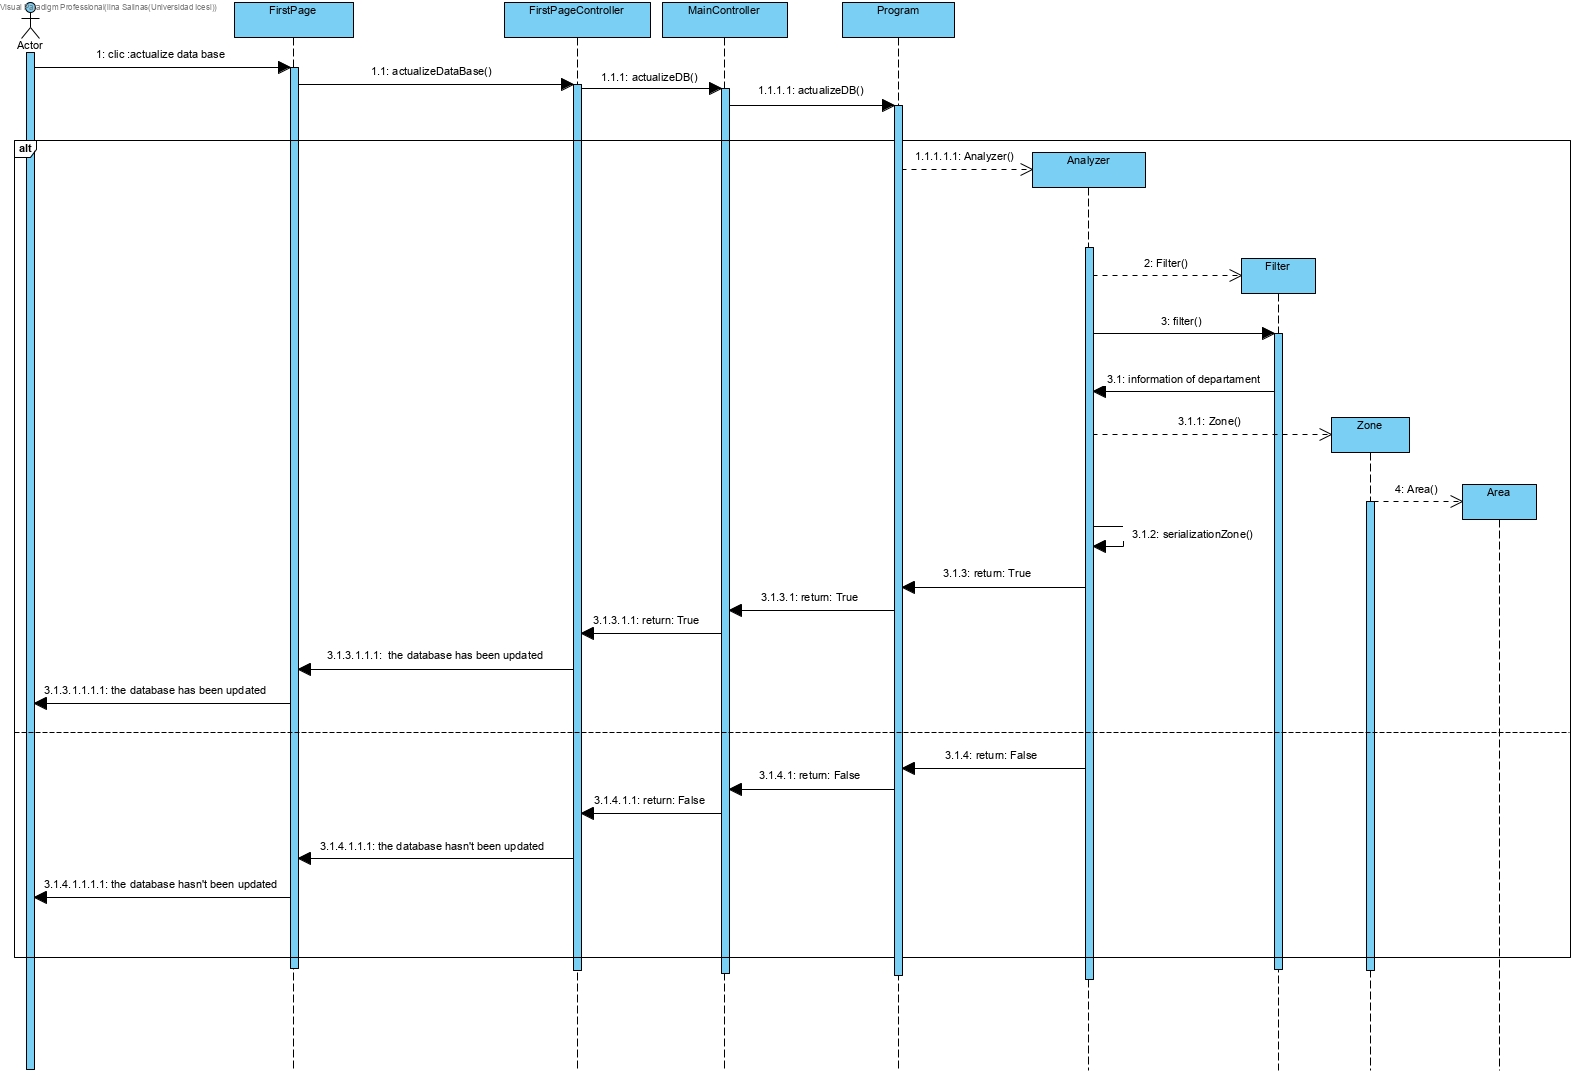 Visual Paradigm Professional(lina Salinas(Universidad Icesi))
FirstPage
FirstPageController
MainController
Program
Actor
1: clic :actualize data base
1.1: actualizeDataBase()
1.1.1: actualizeDB()
1.1.1.1: actualizeDB()
alt
1.1.1.1.1: Analyzer()
Analyzer
2: Filter()
Filter
3: filter()
3.1: information of departament
3.1.1: Zone()
Zone
4: Area()
Area
3.1.2: serializationZone()
3.1.3: return: True
3.1.3.1: return: True
3.1.3.1.1: return: True
3.1.3.1.1.1:  the database has been updated
3.1.3.1.1.1.1: the database has been updated
3.1.4: return: False
3.1.4.1: return: False
3.1.4.1.1: return: False
3.1.4.1.1.1: the database hasn't been updated
3.1.4.1.1.1.1: the database hasn't been updated